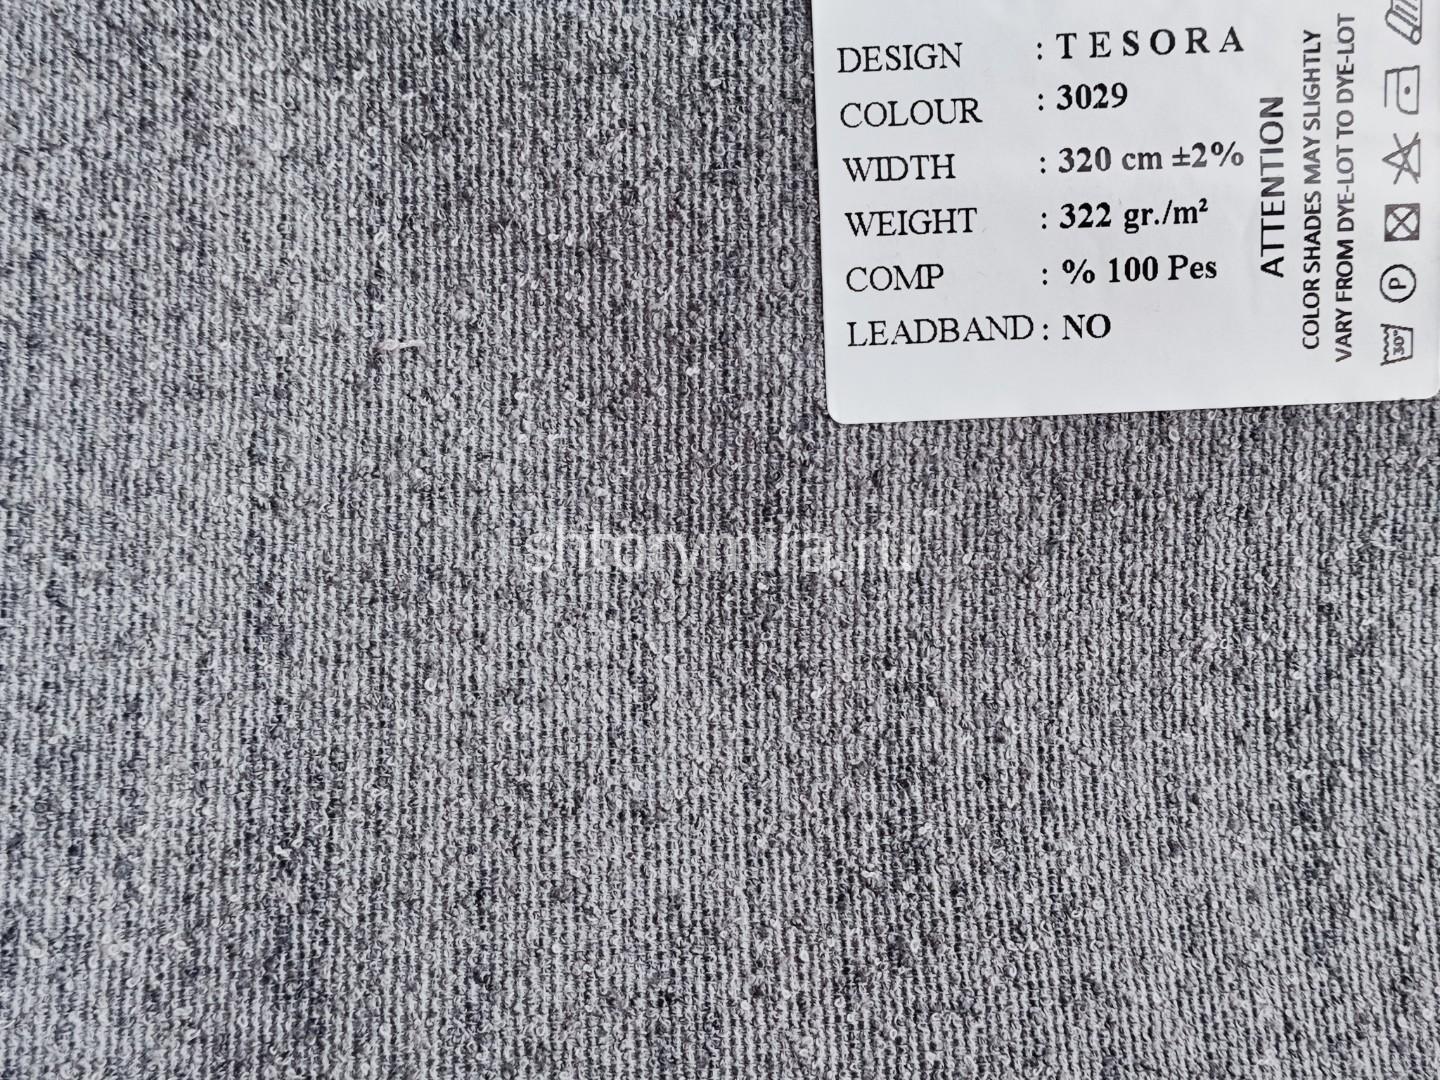 DESIGN : TESORA
COLOUR : 3029
WIDTH : 320 cm ±2%
WEIGHT : 322 gr./m²
COMP : % 100 Pes
LEADBAND : NO
ATTENTION
COLOR SHADES MAY SLIGHTLY
VARY FROM DYE-LOT TO DYE-LOT
P
30°
shtorymira.ru